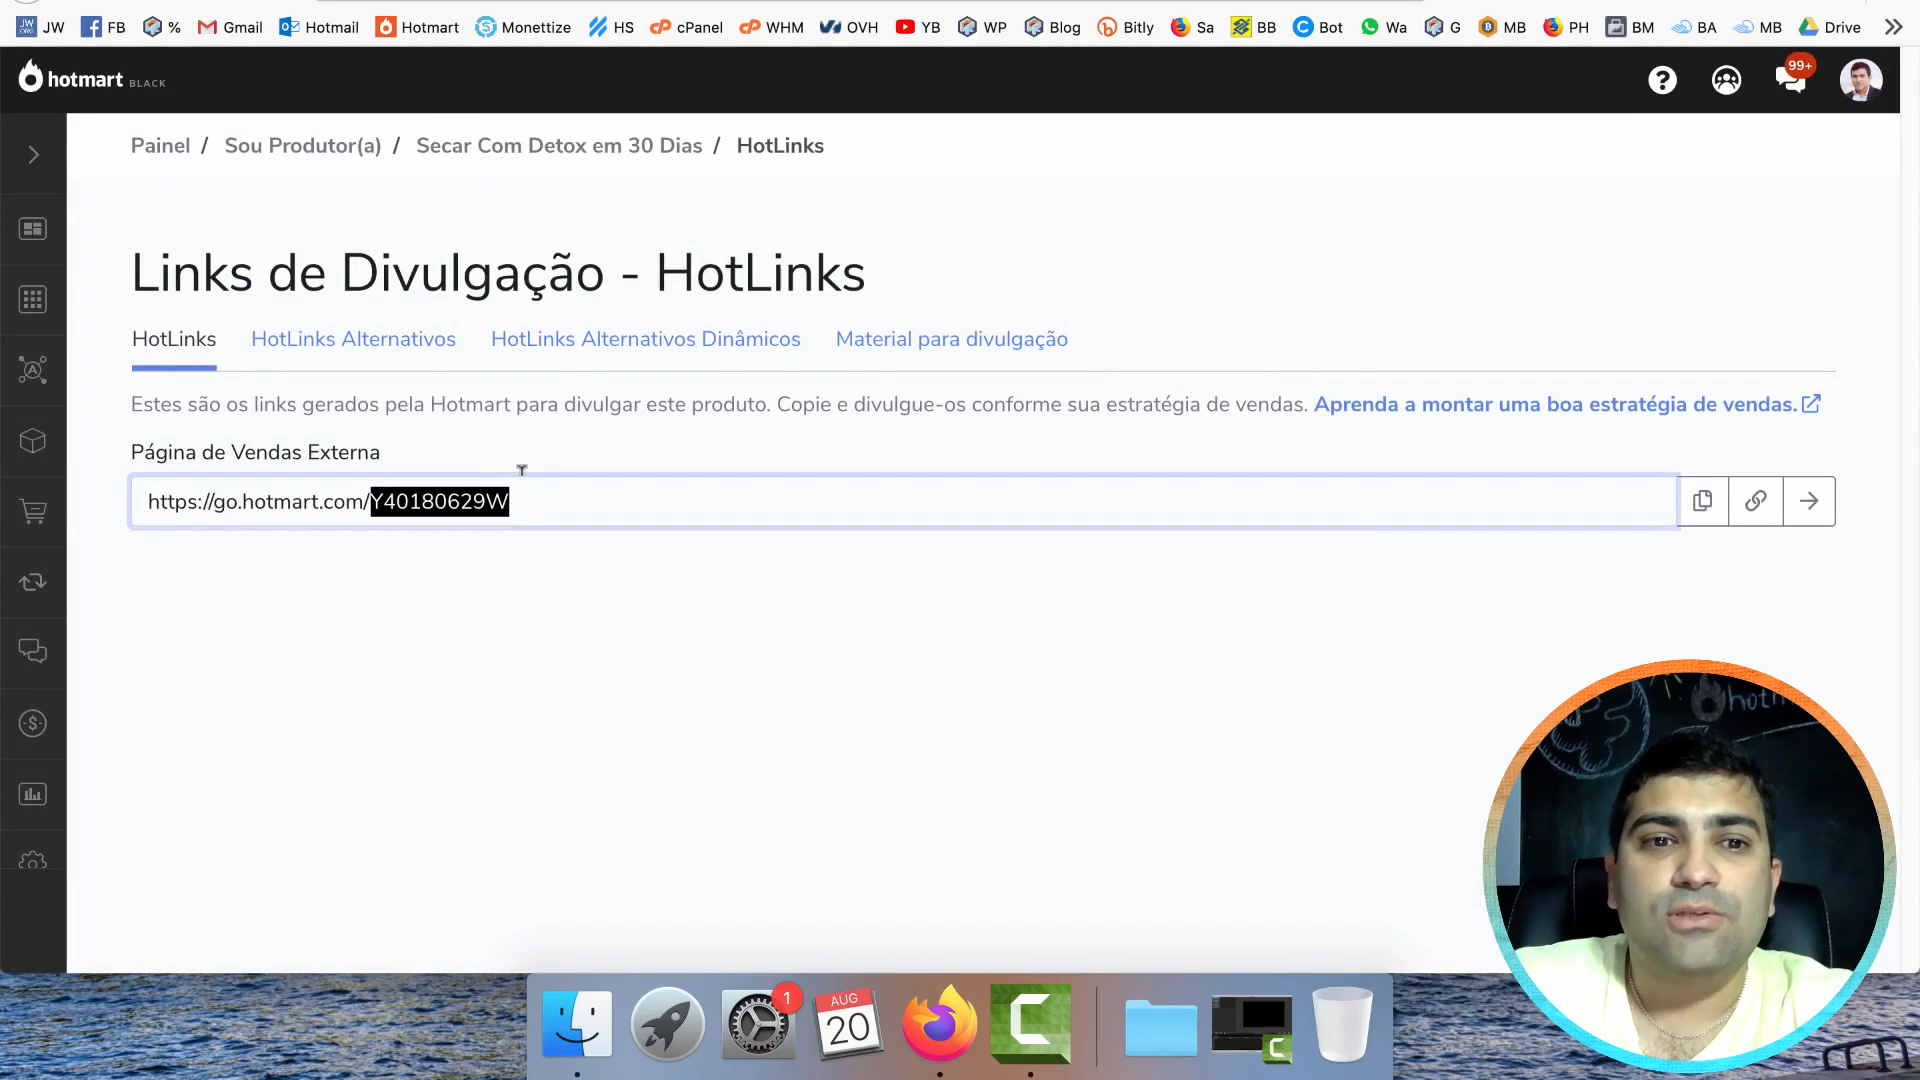 JW FB % Gmail Hotmail Hotmart Monettize HS cPanel WHM OVH YB WP Blog Bitly Sa BB Bot Wa G MB PH BM BA MB Drive
hotmart BLACK
99+
Painel / Sou Produtor(a) / Secar Com Detox em 30 Dias / HotLinks
Links de Divulgação - HotLinks
HotLinks HotLinks Alternativos HotLinks Alternativos Dinâmicos Material para divulgação
Estes são os links gerados pela Hotmart para divulgar este produto. Copie e divulgue-os conforme sua estratégia de vendas. Aprenda a montar uma boa estratégia de vendas.
Página de Vendas Externa
https://go.hotmart.com/Y40180629W
hotm
1
AUG
20